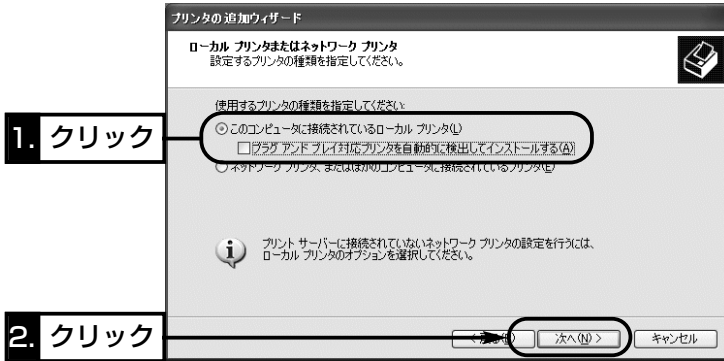 プリンタの追加ウィザード
ローカル プリンタまたはネットワーク プリンタ
設定するプリンタの種類を指定してください。
使用するプリンタの種類を指定してください:
1. クリック
このコンピュータに接続されているローカル プリンタ(L)
プラグ アンド プレイ対応プリンタを自動的に検出してインストールする(A)
ネットワーク プリンタ、またはほかのコンピュータに接続されているプリンタ(E)
プリント サーバーに接続されていないネットワーク プリンタの設定を行うには、
ローカル プリンタのオプションを選択してください。
2. クリック
次へ(N) >
キャンセル